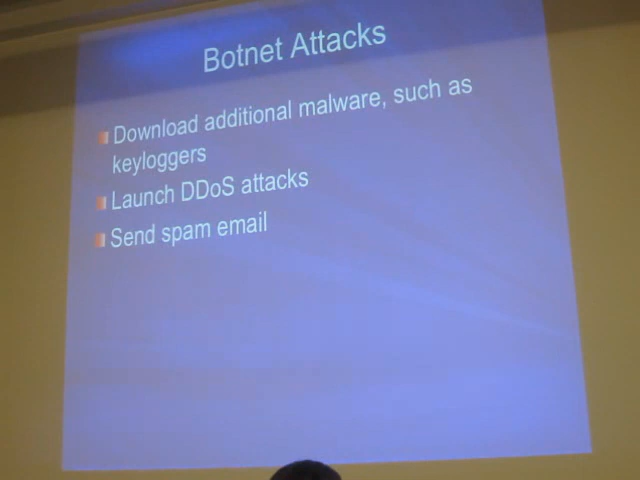 Botnet Attacks
Download additional malware, such as
keyloggers
Launch DDoS attacks
Send spam email